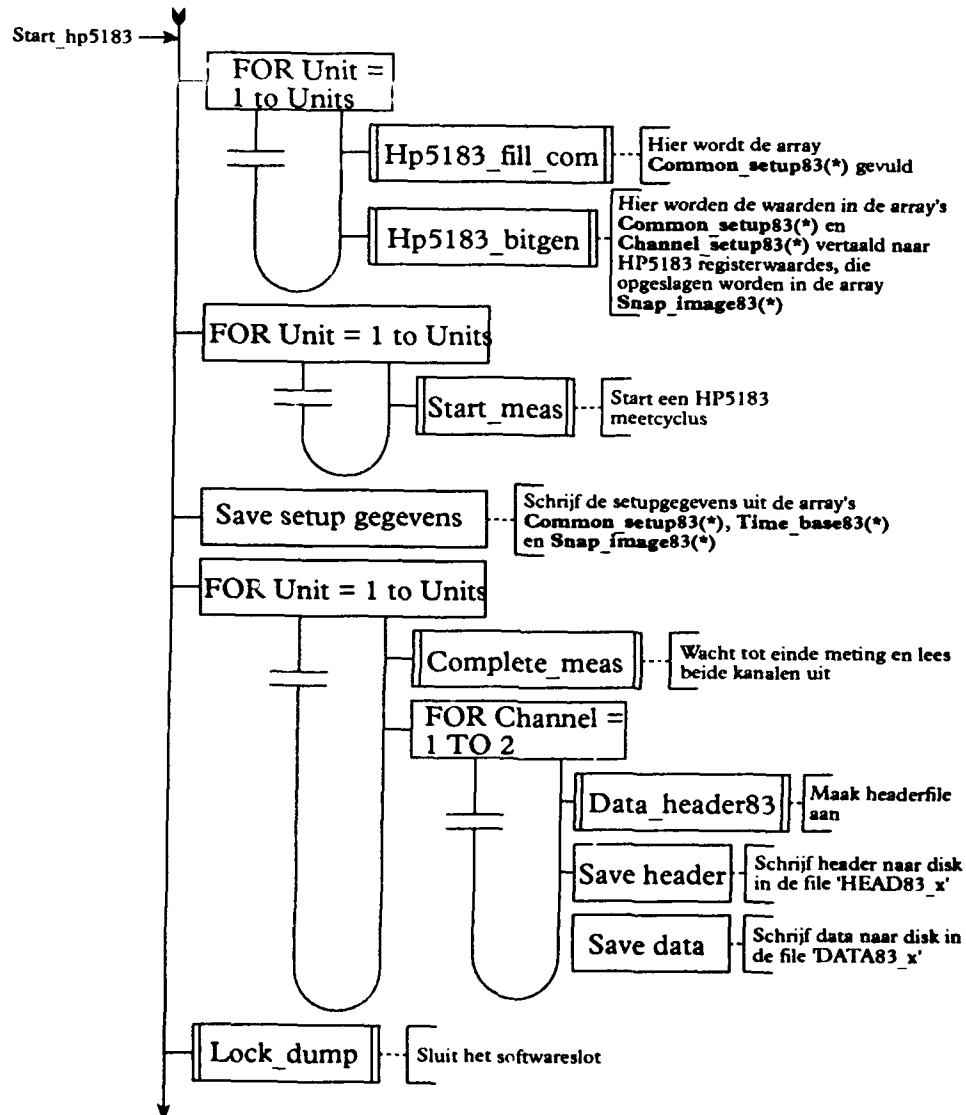 Start_hp5183
FOR Unit =
1 to Units
Hp5183_fill_com
Hier wordt de array
Common_setup83(*) gevuld
Hp5183_bitgen
Hier worden de waarden in de array's
Common_setup83(*) en
Channel_setup83(*) vertaald naar
HP5183 registerwaardes, die
opgeslagen worden in de array
Snap_image83(*)
FOR Unit = 1 to Units
Start_meas
Start een HP5183
meetcyclus
Save setup gegevens
Schrijf de setupgegevens uit de array's
Common_setup83(*), Time_base83(*)
en Snap_image83(*)
FOR Unit = 1 to Units
Complete_meas
Wacht tot einde meting en lees
beide kanalen uit
FOR Channel =
1 TO 2
Data_header83
Maak headerfile
aan
Save header
Schrijf header naar disk
in de file 'HEAD83_x'
Save data
Schrijf data naar disk in
de file 'DATA83_x'
Lock_dump
Sluit het softwareslot